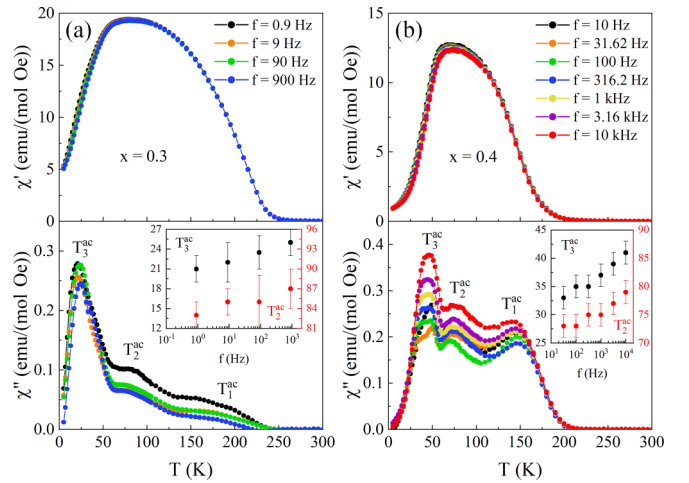 (a)
f = 0.9 Hz
f = 9 Hz
f = 90 Hz
f = 900 Hz
x = 0.3
χ' (emu/(mol Oe)
20
15
10
5
0
(b)
f = 10 Hz
f = 31.62 Hz
f = 100 Hz
f = 316.2 Hz
f = 1 kHz
f = 3.16 kHz
f = 10 kHz
x = 0.4
χ' (emu/(mol Oe)
15
10
5
0
χ'' (emu/(mol Oe)
0.3
0.2
0.1
0.0
T₃ᵃᶜ
T₂ᵃᶜ
T₁ᵃᶜ
27
24
21
18
15
12
T₃ᵃᶜ
T₂ᵃᶜ
96
93
90
87
84
81
10⁻¹ 10⁰ 10¹ 10² 10³
f (Hz)
0 50 100 150 200 250 300
T (K)
χ'' (emu/(mol Oe)
0.4
0.3
0.2
0.1
0.0
T₃ᵃᶜ
T₂ᵃᶜ
T₁ᵃᶜ
45
40
35
30
25
T₃ᵃᶜ
T₂ᵃᶜ
90
85
80
75
70
10¹ 10² 10³ 10⁴
f (Hz)
0 50 100 150 200 250 300
T (K)